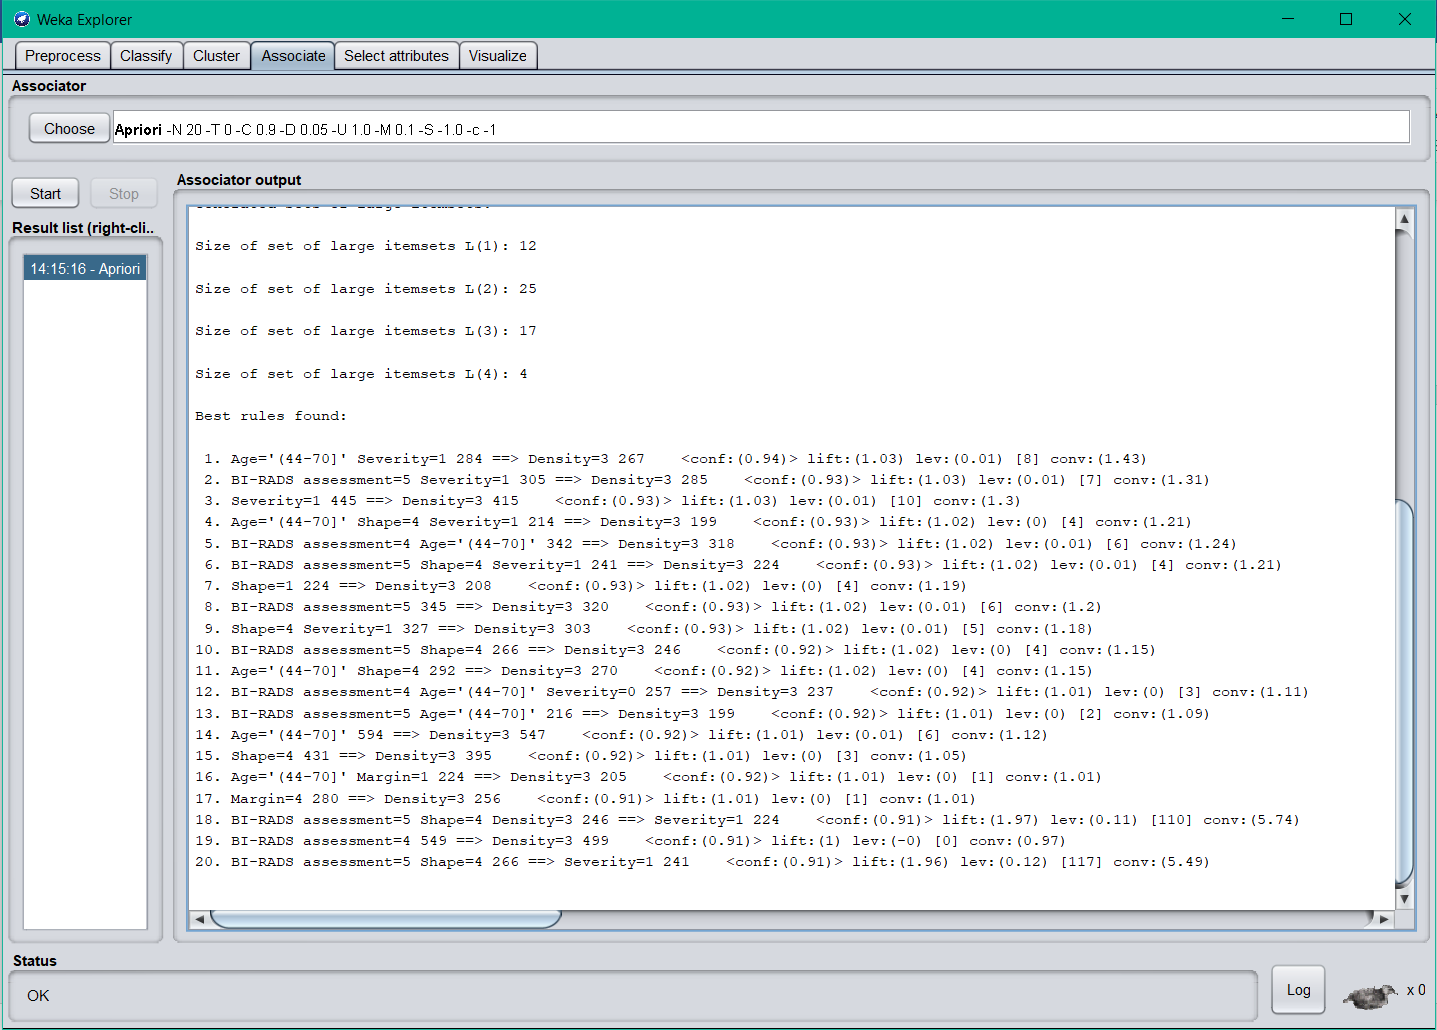 Weka Explorer
Preprocess Classify Cluster Associate Select attributes Visualize
Associator
Choose Apriori -N 20 -T 0 -C 0.9 -D 0.05 -U 1.0 -M 0.1 -S -1.0 -c -1
Start Stop
Associator output
Result list (right-cli..
14:15:16 - Apriori
Size of set of large itemsets L(1): 12
Size of set of large itemsets L(2): 25
Size of set of large itemsets L(3): 17
Size of set of large itemsets L(4): 4
Best rules found:
1. Age='(44-70]' Severity=1 284 ==> Density=3 267    <conf:(0.94)> lift:(1.03) lev:(0.01) [8] conv:(1.43)
2. BI-RADS assessment=5 Severity=1 305 ==> Density=3 285    <conf:(0.93)> lift:(1.03) lev:(0.01) [7] conv:(1.31)
3. Severity=1 445 ==> Density=3 415    <conf:(0.93)> lift:(1.03) lev:(0.01) [10] conv:(1.3)
4. Age='(44-70]' Shape=4 Severity=1 214 ==> Density=3 199    <conf:(0.93)> lift:(1.02) lev:(0) [4] conv:(1.21)
5. BI-RADS assessment=4 Age='(44-70]' 342 ==> Density=3 318    <conf:(0.93)> lift:(1.02) lev:(0.01) [6] conv:(1.24)
6. BI-RADS assessment=5 Shape=4 Severity=1 241 ==> Density=3 224    <conf:(0.93)> lift:(1.02) lev:(0.01) [4] conv:(1.21)
7. Shape=1 224 ==> Density=3 208    <conf:(0.93)> lift:(1.02) lev:(0) [4] conv:(1.19)
8. BI-RADS assessment=5 345 ==> Density=3 320    <conf:(0.93)> lift:(1.02) lev:(0.01) [6] conv:(1.2)
9. Shape=4 Severity=1 327 ==> Density=3 303    <conf:(0.93)> lift:(1.02) lev:(0.01) [5] conv:(1.18)
10. BI-RADS assessment=5 Shape=4 266 ==> Density=3 246    <conf:(0.92)> lift:(1.02) lev:(0) [4] conv:(1.15)
11. Age='(44-70]' Shape=4 292 ==> Density=3 270    <conf:(0.92)> lift:(1.02) lev:(0) [4] conv:(1.15)
12. BI-RADS assessment=4 Age='(44-70]' Severity=0 257 ==> Density=3 237    <conf:(0.92)> lift:(1.01) lev:(0) [3] conv:(1.11)
13. BI-RADS assessment=5 Age='(44-70]' 216 ==> Density=3 199    <conf:(0.92)> lift:(1.01) lev:(0) [2] conv:(1.09)
14. Age='(44-70]' 594 ==> Density=3 547    <conf:(0.92)> lift:(1.01) lev:(0.01) [6] conv:(1.12)
15. Shape=4 431 ==> Density=3 395    <conf:(0.92)> lift:(1.01) lev:(0) [3] conv:(1.05)
16. Age='(44-70]' Margin=1 224 ==> Density=3 205    <conf:(0.92)> lift:(1.01) lev:(0) [1] conv:(1.01)
17. Margin=4 280 ==> Density=3 256    <conf:(0.91)> lift:(1.01) lev:(0) [1] conv:(1.01)
18. BI-RADS assessment=5 Shape=4 Density=3 246 ==> Severity=1 224    <conf:(0.91)> lift:(1.97) lev:(0.11) [110] conv:(5.74)
19. BI-RADS assessment=4 549 ==> Density=3 499    <conf:(0.91)> lift:(1) lev:(-0) [0] conv:(0.97)
20. BI-RADS assessment=5 Shape=4 266 ==> Severity=1 241    <conf:(0.91)> lift:(1.96) lev:(0.12) [117] conv:(5.49)
Status
OK
Log
x 0